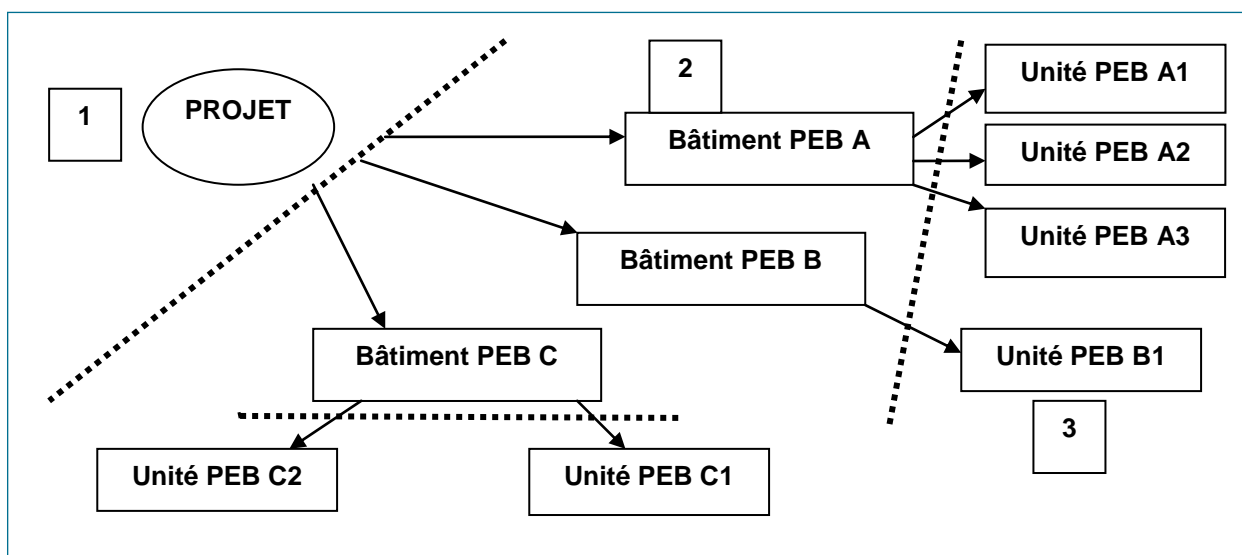 1
PROJET
2
Bâtiment PEB A
Unité PEB A1
Unité PEB A2
Unité PEB A3
Bâtiment PEB B
Unité PEB B1
3
Bâtiment PEB C
Unité PEB C2
Unité PEB C1